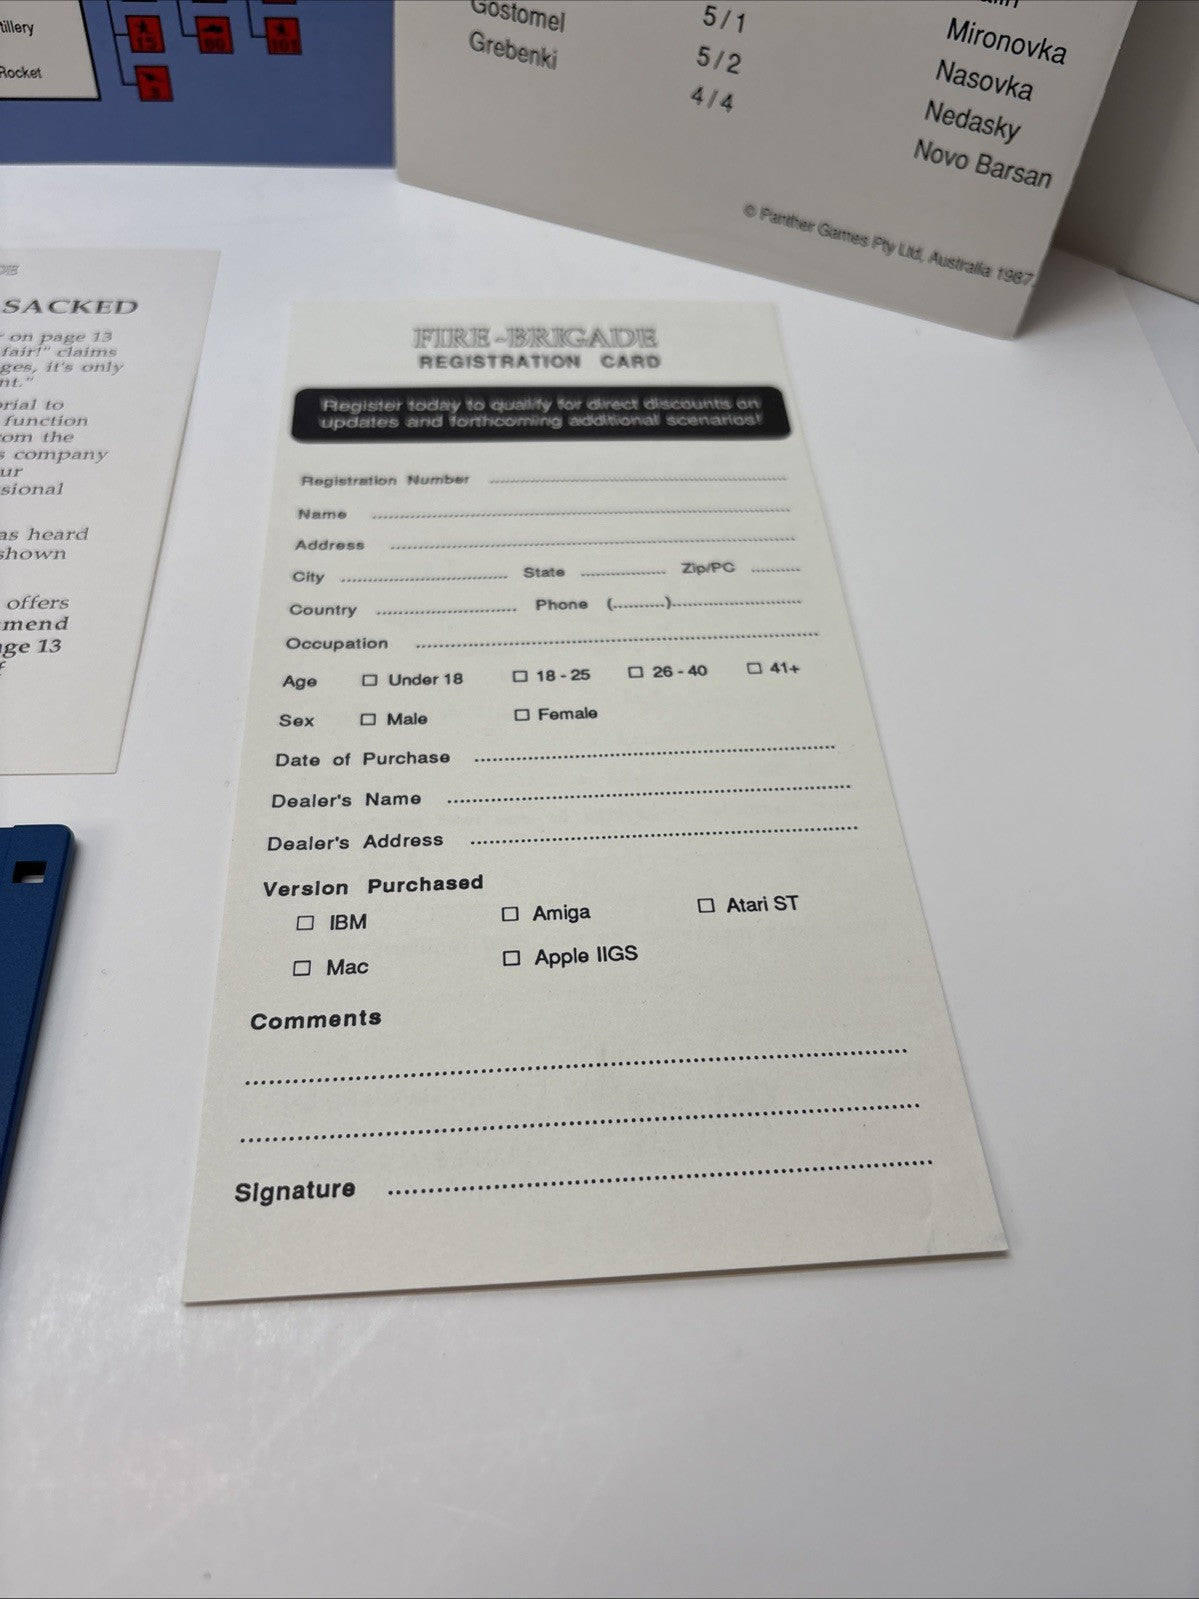 tillery
Rocket
15
Gostomel
Grebenki
5/1
5/2
4/4
Mironovka
Nasovka
Nedasky
Novo Barsan
© Panther Games Pty Ltd, Australia 1987.
SACKED
on page 13
fair!" claims
ges, it's only
nt."
rial to
function
om the
s company
ur
sional
as heard
shown
offers
mend
ge 13
f
FIRE-BRIGADE
REGISTRATION CARD
Register today to qualify for direct discounts on
updates and forthcoming additional scenarios!
Registration Number
Name
Address
City State Zip/PC
Country Phone (..........)
Occupation
Age Under 18 18 - 25 26 - 40 41+
Sex Male Female
Date of Purchase
Dealer's Name
Dealer's Address
Version Purchased
IBM Amiga Atari ST
Mac Apple IIGS
Comments
Signature